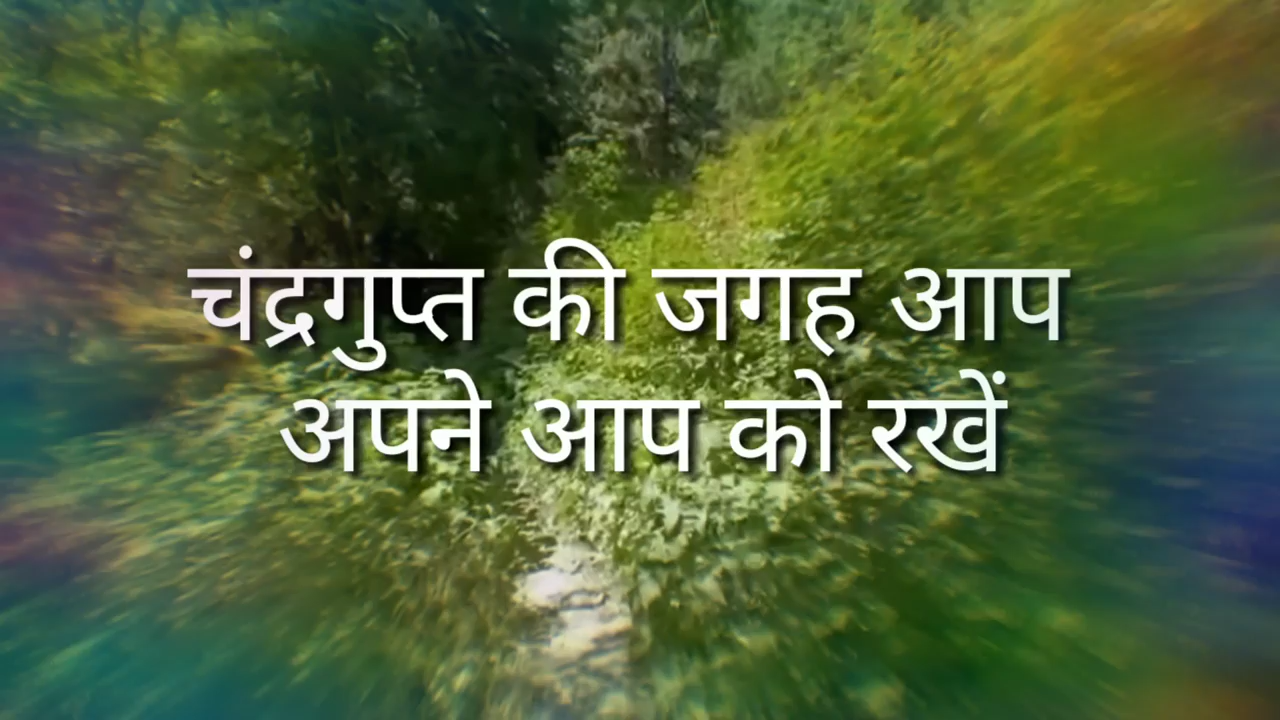 चंद्रगुप्त की जगह आप
अपने आप को रखें